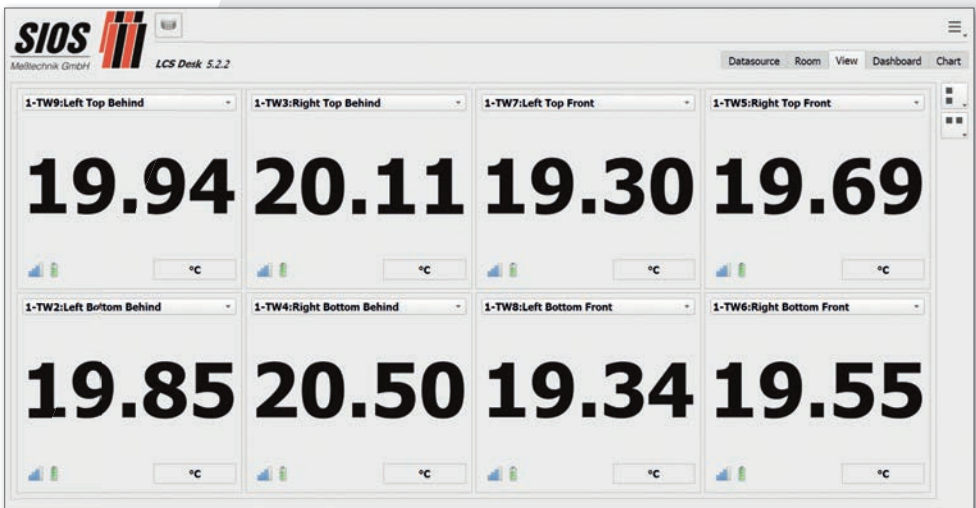 SIOS
Meßtechnik GmbH
LCS Desk 5.2.2
Datasource Room View Dashboard Chart
1-TW9:Left Top Behind
1-TW3:Right Top Behind
1-TW7:Left Top Front
1-TW5:Right Top Front
19.94 20.11 19.30 19.69
°C °C °C °C
1-TW2:Left Bottom Behind
1-TW4:Right Bottom Behind
1-TW8:Left Bottom Front
1-TW6:Right Bottom Front
19.85 20.50 19.34 19.55
°C °C °C °C